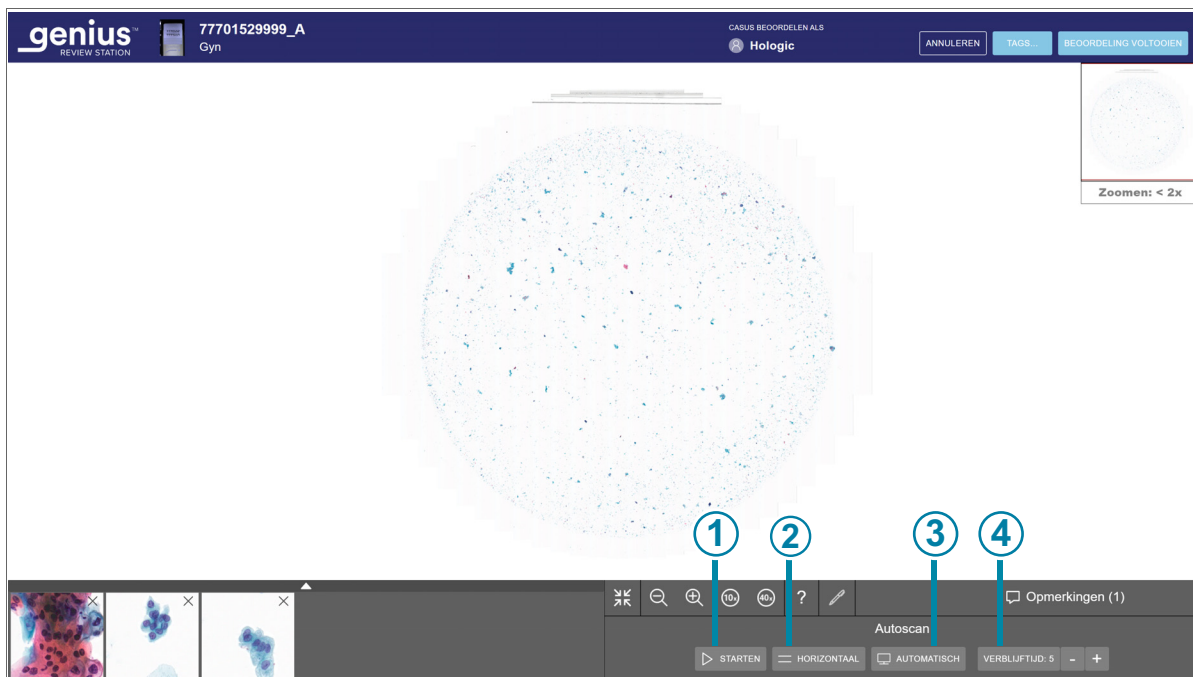 genius™
REVIEW STATION
77701529999_A
Gyn
CASUS BEOORDELEN ALS
Hologic
ANNULEREN
TAGS...
BEOORDELING VOLTOOIEN
Zoomen: < 2x
1
2
3
4
10x
40x
?
Opmerkingen (1)
Autoscan
STARTEN
HORIZONTAAL
AUTOMATISCH
VERBLIJFTIJD: 5
- +